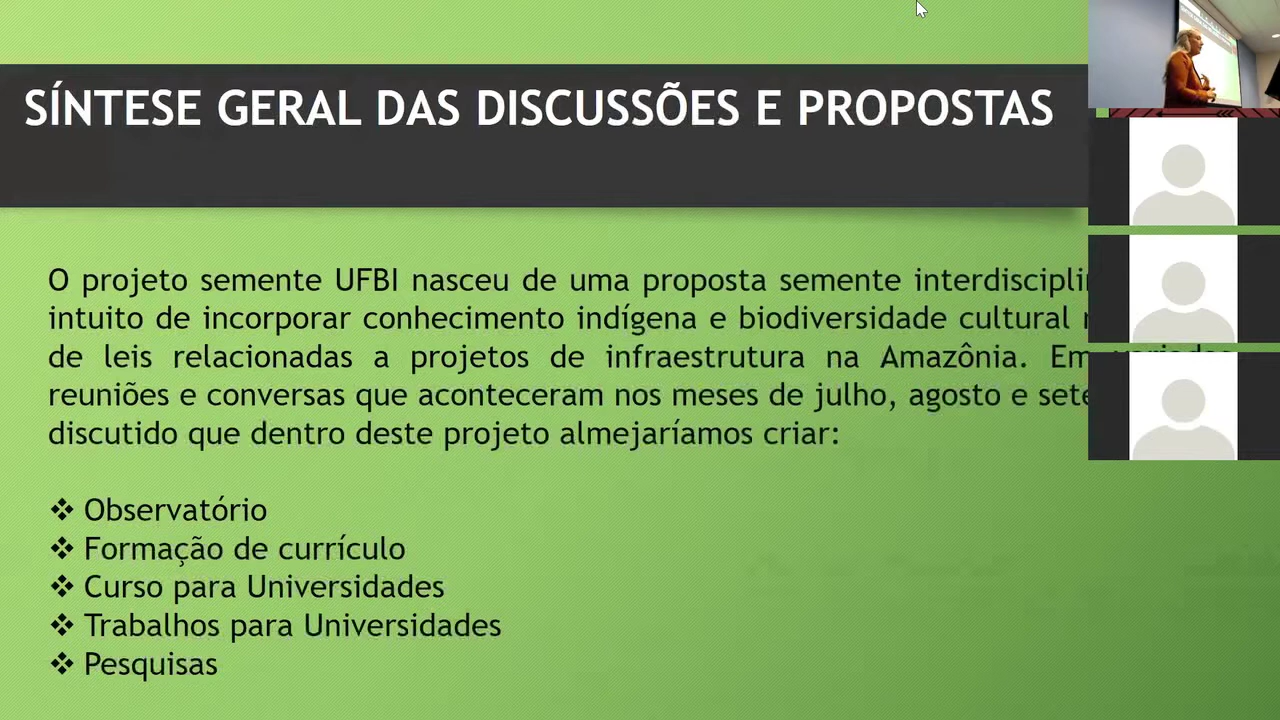 SÍNTESE GERAL DAS DISCUSSÕES E PROPOSTAS
O projeto semente UFBI nasceu de uma proposta semente
intuito de incorporar conhecimento indígena e biodiversidade cultural
de leis relacionadas a projetos de infraestrutura na Amazônia. Em
reuniões e conversas que aconteceram nos meses de julho, agosto e
discutido que dentro deste projeto almejaríamos criar:
❖ Observatório
❖ Formação de currículo
❖ Curso para Universidades
❖ Trabalhos para Universidades
❖ Pesquisas